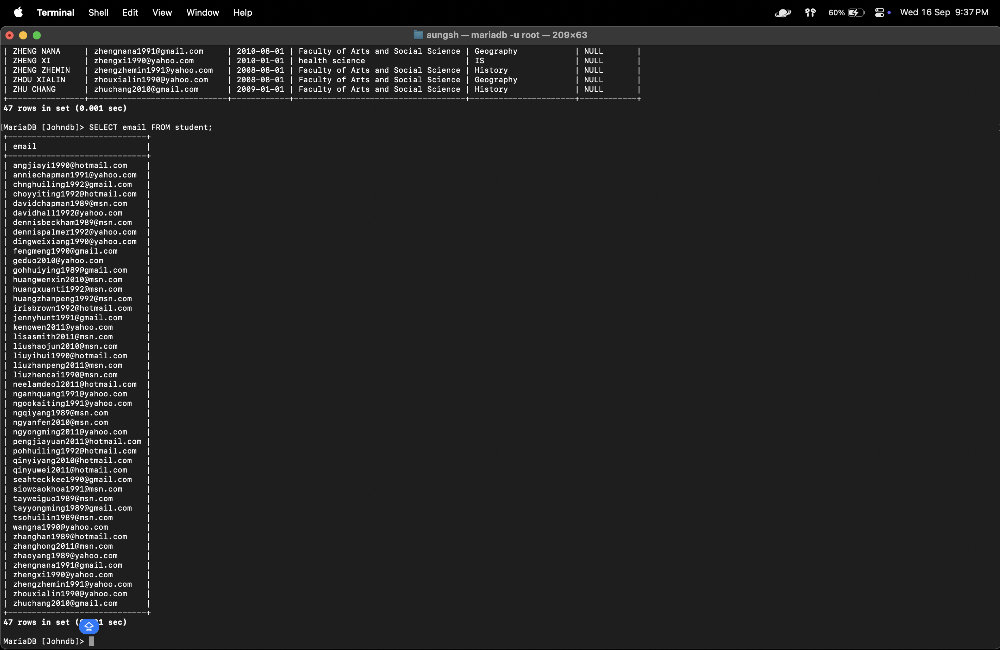 Terminal Shell Edit View Window Help 60% Wed 16 Sep 9:37 PM
aungsh — mariadb -u root — 209×63
| ZHENG NANA     | zhengnana1991@gmail.com     | 2010-08-01 | Faculty of Arts and Social Science | Geography            | NULL       |
| ZHENG XI       | zhengxi1990@yahoo.com       | 2010-01-01 | health science                     | IS                   | NULL       |
| ZHENG ZHEMIN   | zhengzhemin1991@yahoo.com   | 2008-08-01 | Faculty of Arts and Social Science | History              | NULL       |
| ZHOU XIALIN    | zhouxialin1990@yahoo.com    | 2008-08-01 | Faculty of Arts and Social Science | Geography            | NULL       |
| ZHU CHANG      | zhuchang2010@gmail.com      | 2009-01-01 | Faculty of Arts and Social Science | History              | NULL       |
+----------------+-----------------------------+------------+------------------------------------+----------------------+------------+
47 rows in set (0.001 sec)
[MariaDB [Johndb]> SELECT email FROM student;
+-----------------------------+
| email                       |
+-----------------------------+
| angjiayi1990@hotmail.com    |
| anniechapman1991@yahoo.com  |
| chnghuiling1992@gmail.com   |
| choyyiting1992@hotmail.com  |
| davidchapman1989@msn.com    |
| davidhall1992@yahoo.com     |
| dennisbeckham1989@msn.com   |
| dennispalmer1992@yahoo.com  |
| dingweixiang1990@yahoo.com  |
| fengmeng1990@gmail.com      |
| geduo2010@yahoo.com         |
| gohhuiying1989@gmail.com    |
| huangwenxin2010@msn.com     |
| huangxuanti1992@msn.com     |
| huangzhanpeng1992@msn.com   |
| irisbrown1992@hotmail.com   |
| jennyhunt1991@gmail.com     |
| kenowen2011@yahoo.com       |
| lisasmith2011@msn.com       |
| liushaojun2010@msn.com      |
| liuyihui1990@hotmail.com    |
| liuzhanpeng2011@msn.com     |
| liuzhencai1990@msn.com      |
| neelamdeol2011@hotmail.com  |
| nganhquang1991@yahoo.com    |
| ngookaiting1991@yahoo.com   |
| ngqiyang1989@msn.com        |
| ngyanfen2010@msn.com        |
| ngyongming2011@yahoo.com    |
| pengjiayuan2011@hotmail.com |
| pohhuiling1992@hotmail.com  |
| qinyiyang2010@hotmail.com   |
| qinyuwei2011@hotmail.com    |
| seahteckkee1990@gmail.com   |
| siowcaokhoa1991@msn.com     |
| tayweiguo1989@msn.com       |
| tayyongming1989@gmail.com   |
| tsohuilin1989@msn.com       |
| wangna1990@yahoo.com        |
| zhanghan1989@hotmail.com    |
| zhanghong2011@msn.com       |
| zhaoyang1989@yahoo.com      |
| zhengnana1991@gmail.com     |
| zhengxi1990@yahoo.com       |
| zhengzhemin1991@yahoo.com   |
| zhouxialin1990@yahoo.com    |
| zhuchang2010@gmail.com      |
+-----------------------------+
47 rows in set ( 1 sec)
MariaDB [Johndb]>